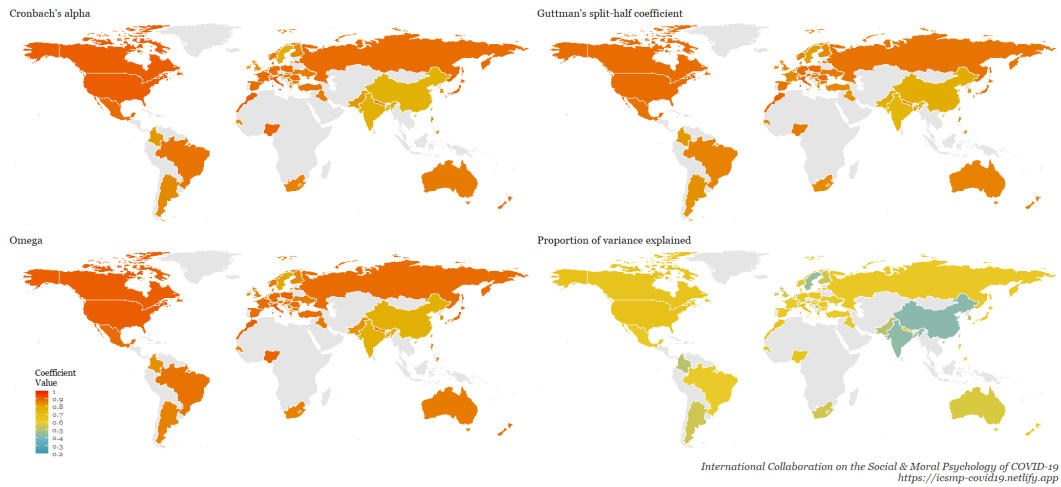 Cronbach's alpha
Guttman's split-half coefficient
Omega
Proportion of variance explained
Coefficient
Value
1
0.9
0.8
0.7
0.6
0.5
0.4
0.3
0.2
International Collaboration on the Social & Moral Psychology of COVID-19
https://icsmp-covid19.netlify.app